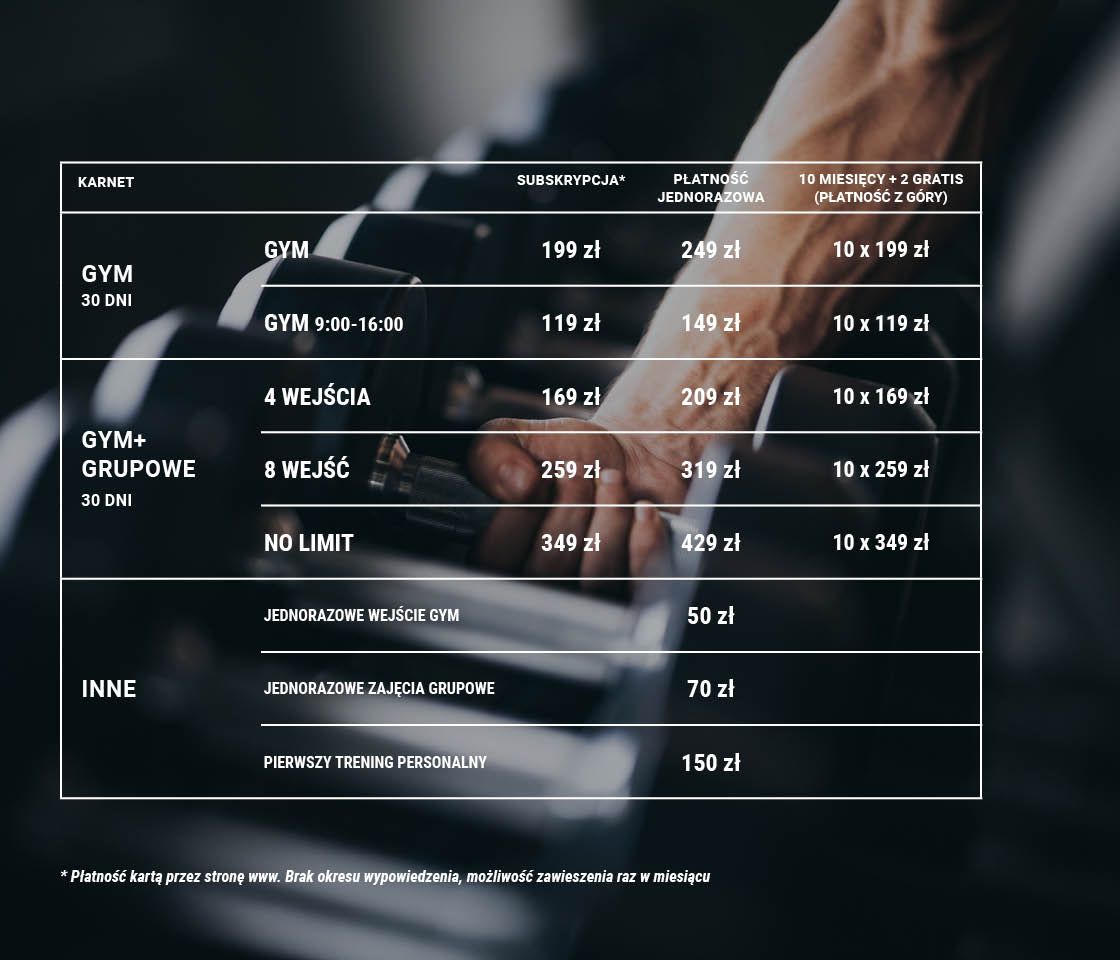 KARNET SUBSKRYPCJA* PŁATNOŚĆ JEDNORAZOWA 10 MIESIĘCY + 2 GRATIS (PŁATNOŚĆ Z GÓRY)
GYM
30 DNI
GYM 199 zł 249 zł 10 x 199 zł
GYM 9:00-16:00 119 zł 149 zł 10 x 119 zł
GYM+
GRUPOWE
30 DNI
4 WEJŚCIA 169 zł 209 zł 10 x 169 zł
8 WEJŚĆ 259 zł 319 zł 10 x 259 zł
NO LIMIT 349 zł 429 zł 10 x 349 zł
INNE
JEDNORAZOWE WEJŚCIE GYM 50 zł
JEDNORAZOWE ZAJĘCIA GRUPOWE 70 zł
PIERWSZY TRENING PERSONALNY 150 zł
* Płatność kartą przez stronę www. Brak okresu wypowiedzenia, możliwość zawieszenia raz w miesiącu